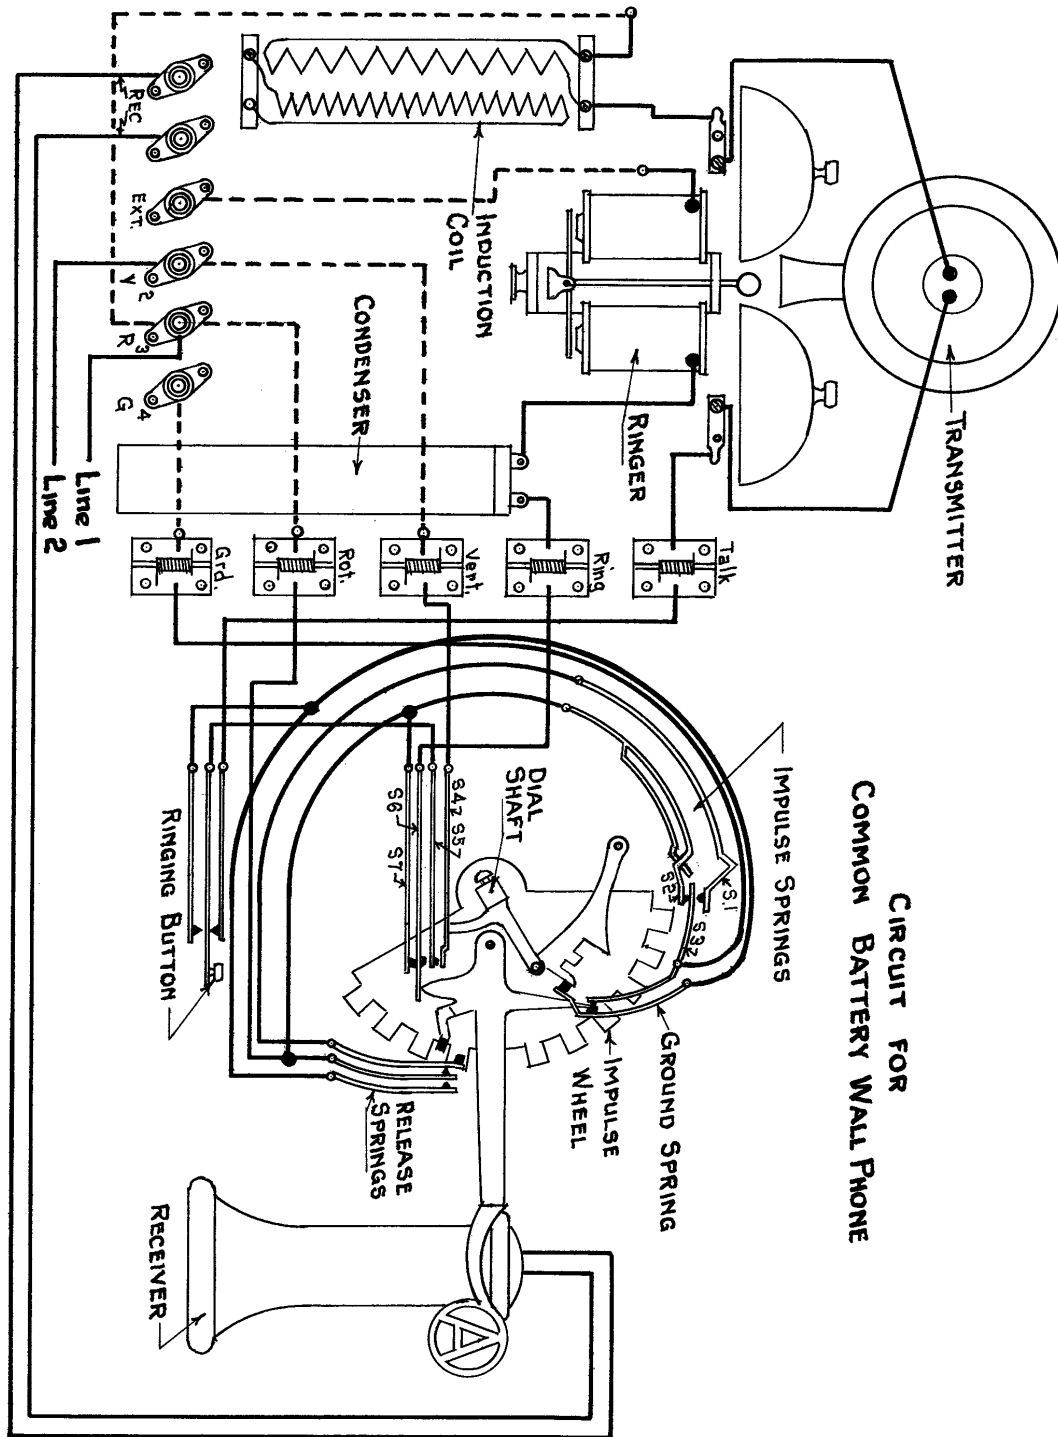 CIRCUIT FOR
COMMON BATTERY WALL PHONE
TRANSMITTER
RINGER
INDUCTION
COIL
CONDENSER
REC
EXT.
Y 2
R 3
G 4
Line 1
Line 2
Talk
Ring
Vert.
Rot.
Grd.
IMPULSE SPRINGS
S.1
S2
S3
GROUND SPRING
IMPULSE
WHEEL
DIAL
SHAFT
S4
S5
S6
S7
RINGING BUTTON
RELEASE
SPRINGS
RECEIVER
A